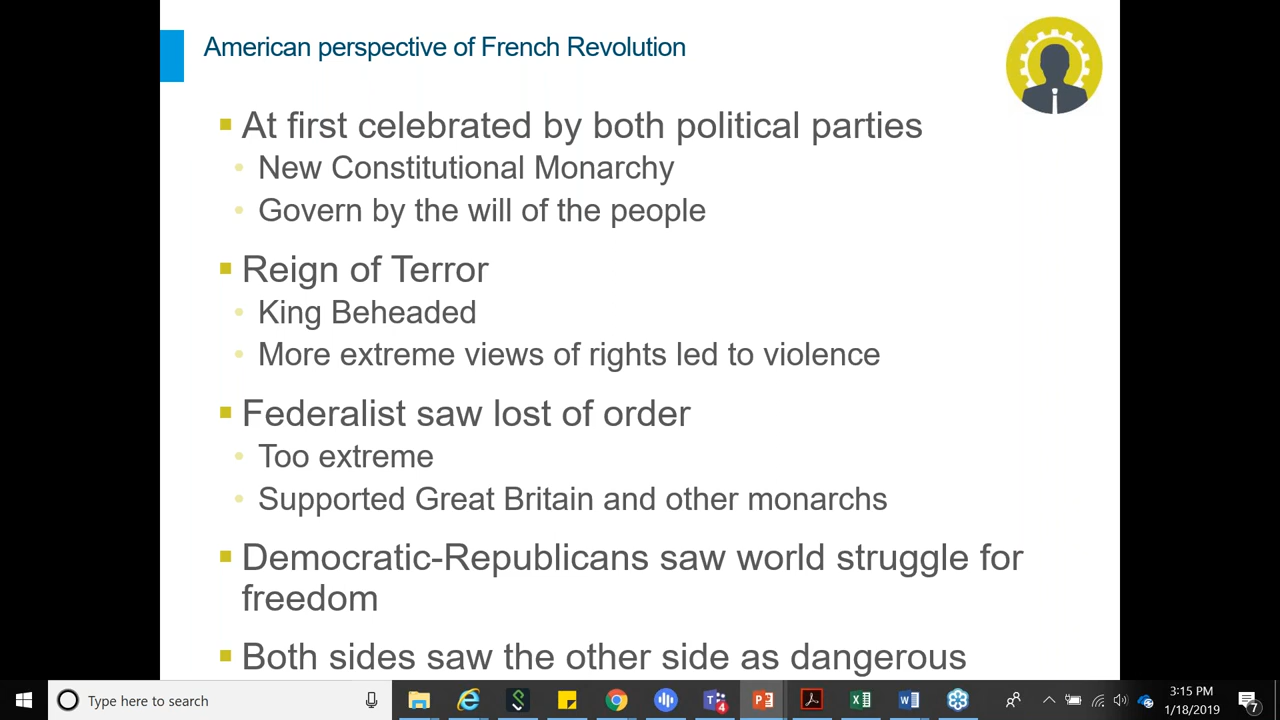 American perspective of French Revolution
At first celebrated by both political parties
New Constitutional Monarchy
Govern by the will of the people
Reign of Terror
King Beheaded
More extreme views of rights led to violence
Federalist saw lost of order
Too extreme
Supported Great Britain and other monarchs
Democratic-Republicans saw world struggle for
freedom
Both sides saw the other side as dangerous
Type here to search
4
3:15 PM
1/18/2019
7